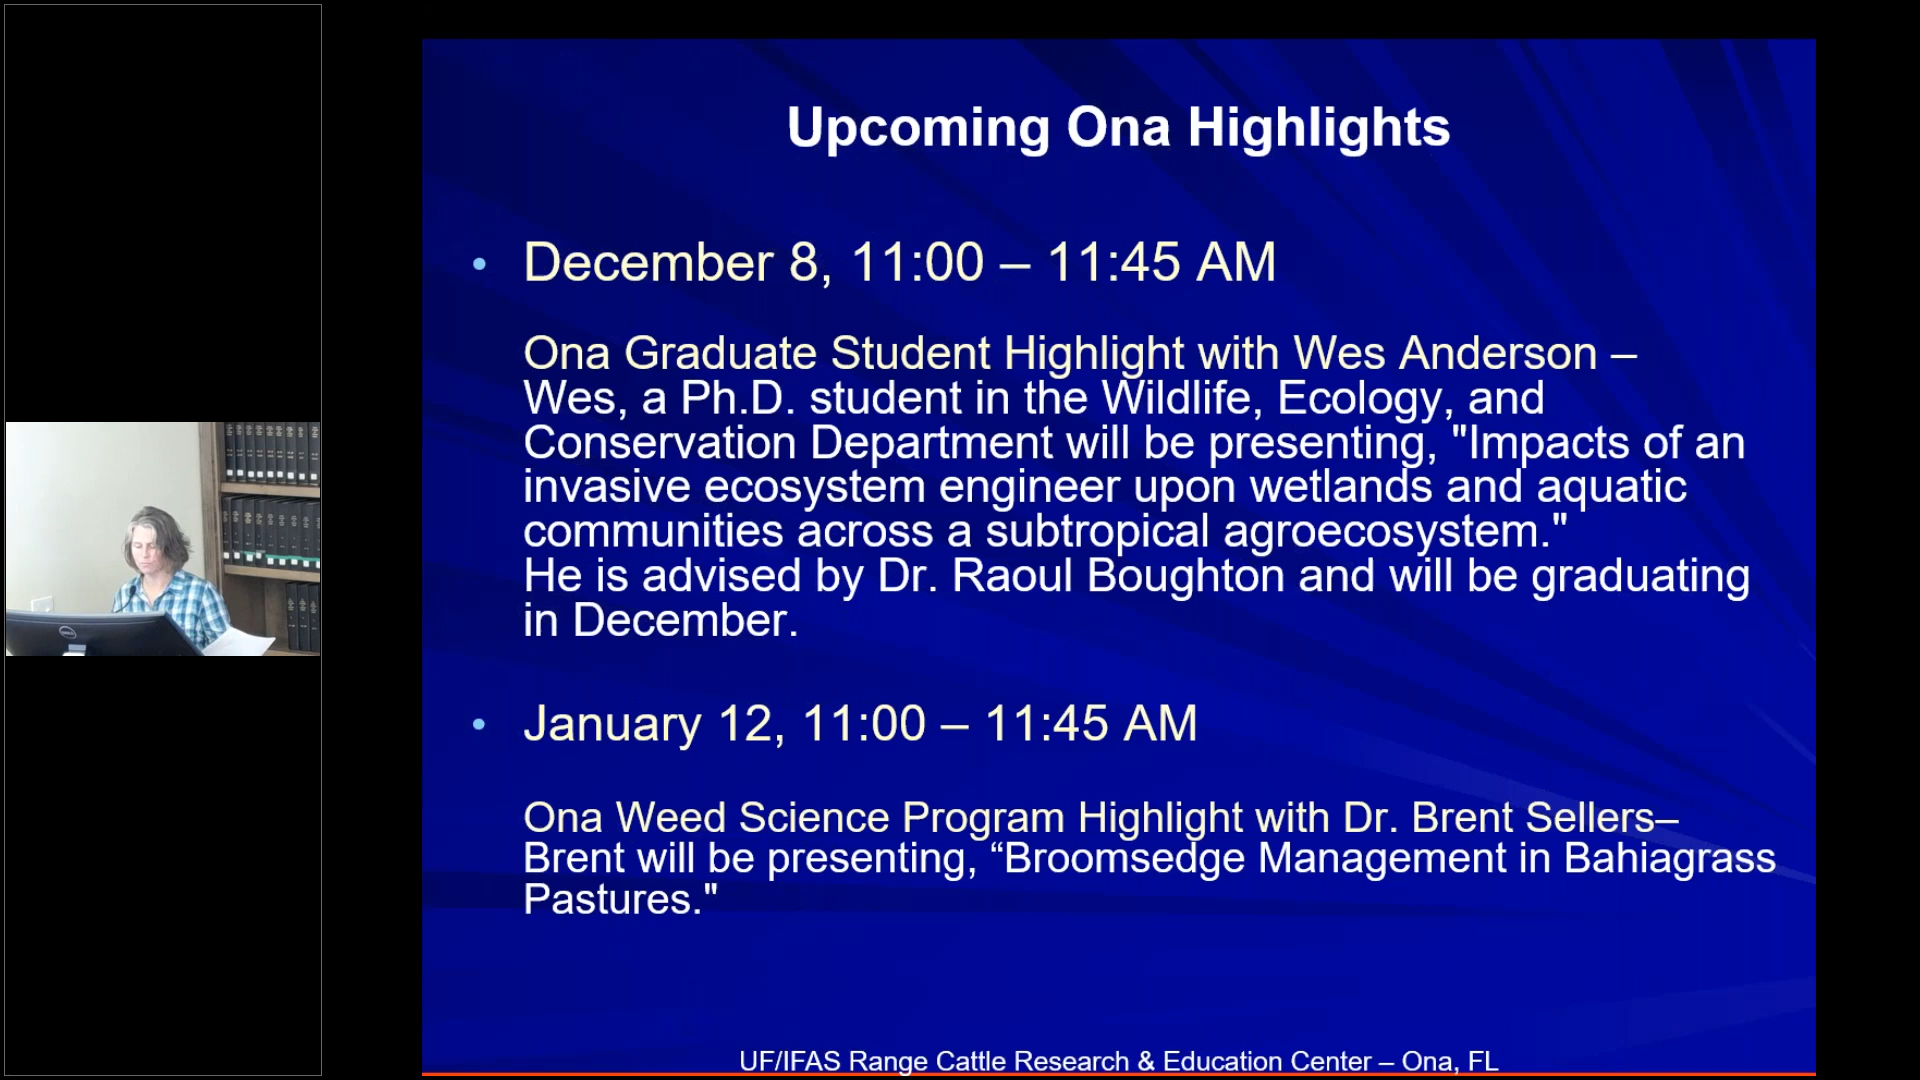 Upcoming Ona Highlights
• December 8, 11:00 – 11:45 AM
Ona Graduate Student Highlight with Wes Anderson –
Wes, a Ph.D. student in the Wildlife, Ecology, and
Conservation Department will be presenting, "Impacts of an
invasive ecosystem engineer upon wetlands and aquatic
communities across a subtropical agroecosystem."
He is advised by Dr. Raoul Boughton and will be graduating
in December.
• January 12, 11:00 – 11:45 AM
Ona Weed Science Program Highlight with Dr. Brent Sellers–
Brent will be presenting, “Broomsedge Management in Bahiagrass
Pastures."
UF/IFAS Range Cattle Research & Education Center – Ona, FL